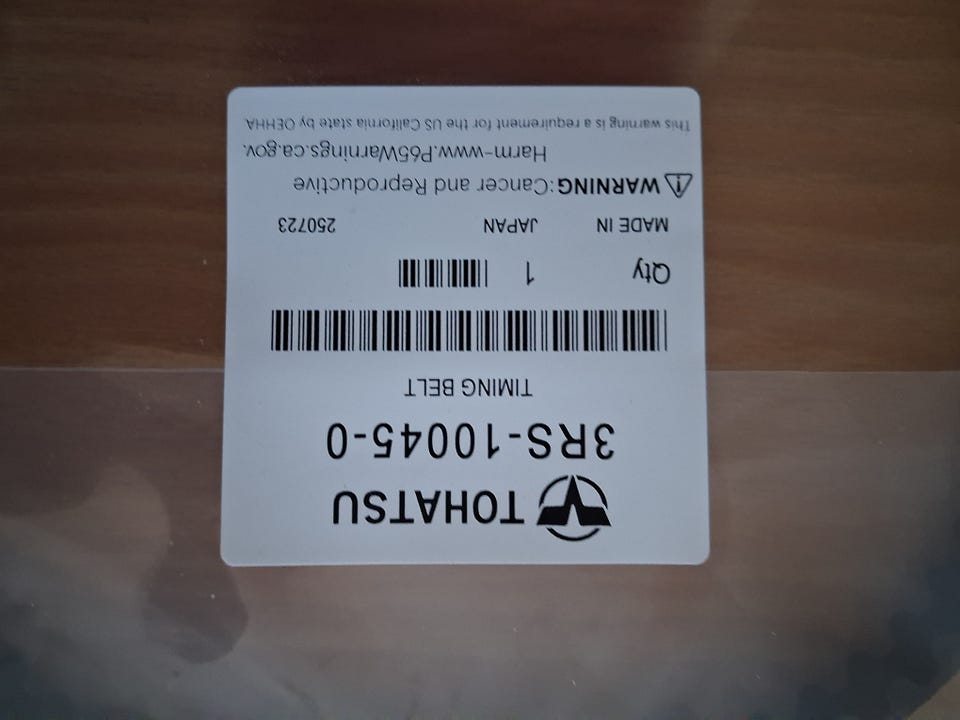 TOHATSU
3RS-10045-0
TIMING BELT
Qty 1
MADE IN JAPAN 250723
WARNING:Cancer and Reproductive
Harm-www.P65Warnings.ca.gov.
This warning is a requirement for the US California state by OEHHA.